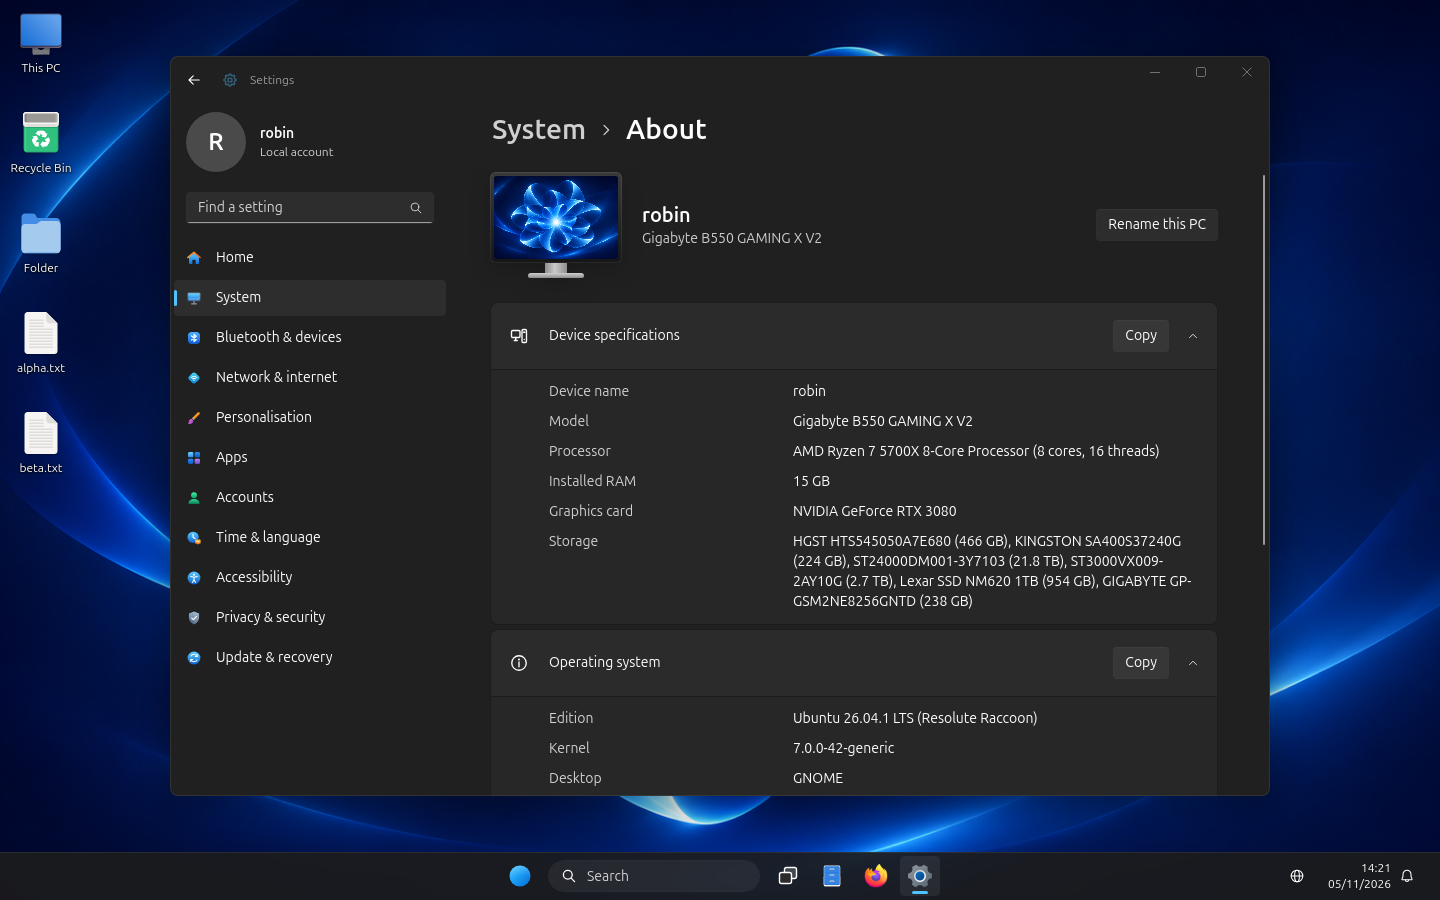 This PC
Recycle Bin
Folder
alpha.txt
beta.txt
Settings
R
robin
Local account
Find a setting
Home
System
Bluetooth & devices
Network & internet
Personalisation
Apps
Accounts
Time & language
Accessibility
Privacy & security
Update & recovery
System › About
robin
Gigabyte B550 GAMING X V2
Rename this PC
Device specifications
Copy
Device name robin
Model Gigabyte B550 GAMING X V2
Processor AMD Ryzen 7 5700X 8-Core Processor (8 cores, 16 threads)
Installed RAM 15 GB
Graphics card NVIDIA GeForce RTX 3080
Storage HGST HTS545050A7E680 (466 GB), KINGSTON SA400S37240G
(224 GB), ST24000DM001-3Y7103 (21.8 TB), ST3000VX009-
2AY10G (2.7 TB), Lexar SSD NM620 1TB (954 GB), GIGABYTE GP-
GSM2NE8256GNTD (238 GB)
Operating system
Copy
Edition Ubuntu 26.04.1 LTS (Resolute Raccoon)
Kernel 7.0.0-42-generic
Desktop GNOME
Search
14:21
05/11/2026